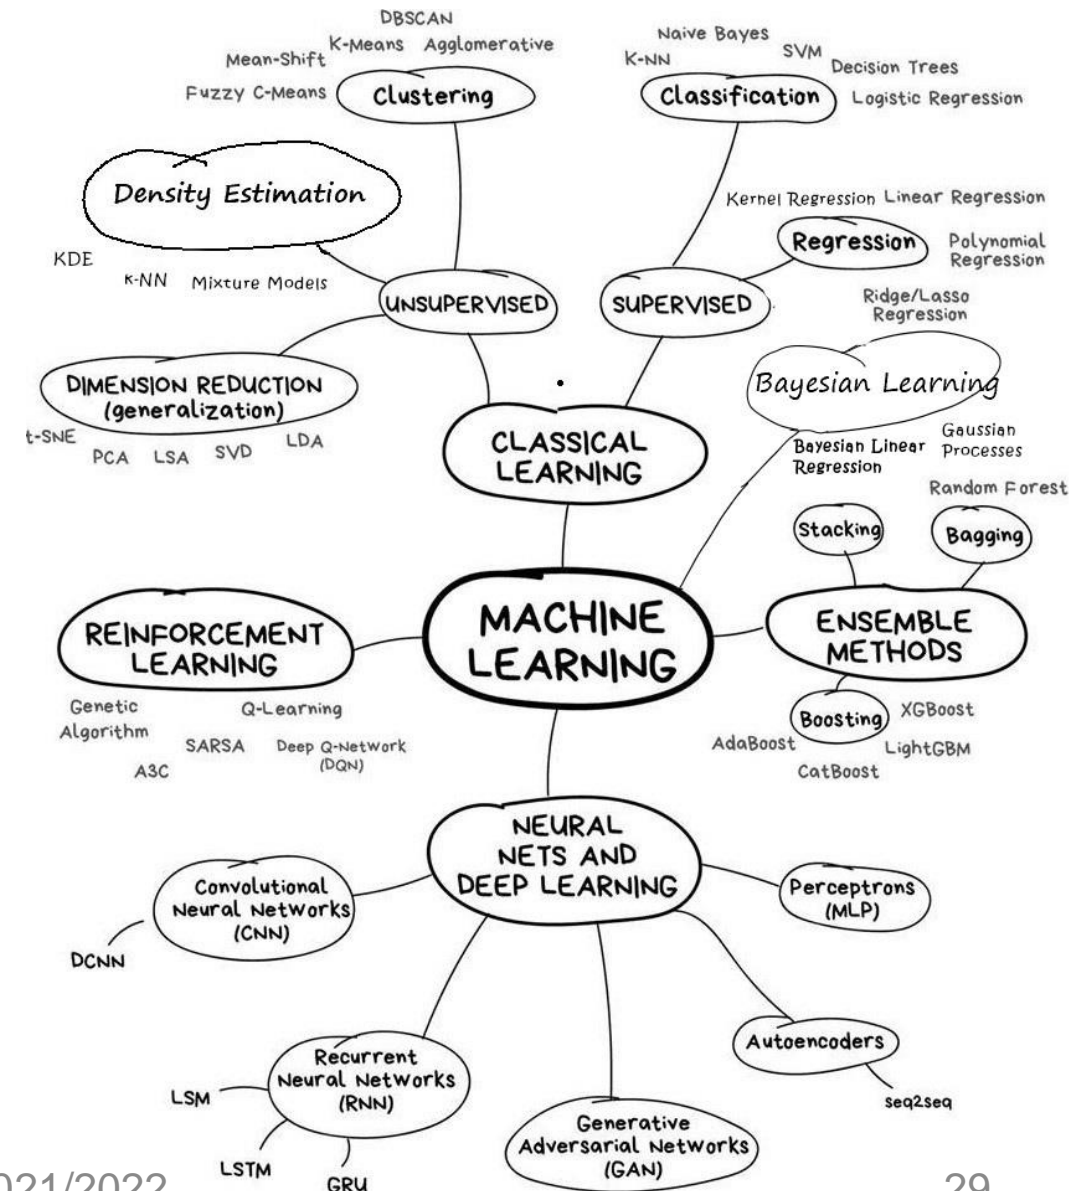 DBSCAN
K-Means
Agglomerative
Mean-Shift
Fuzzy C-Means
Clustering
Naive Bayes
K-NN
SVM
Decision Trees
Classification
Logistic Regression
Density Estimation
KDE
K-NN
Mixture Models
Kernel Regression
Linear Regression
Regression
Polynomial
Regression
Ridge/Lasso
Regression
UNSUPERVISED
SUPERVISED
DIMENSION REDUCTION
(generalization)
t-SNE
PCA
LSA
SVD
LDA
CLASSICAL
LEARNING
Bayesian Learning
Bayesian Linear
Regression
Gaussian
Processes
Random Forest
Stacking
Bagging
MACHINE
LEARNING
ENSEMBLE
METHODS
REINFORCEMENT
LEARNING
Genetic
Algorithm
Q-Learning
SARSA
Deep Q-Network
(DQN)
A3C
Boosting
XGBoost
AdaBoost
LightGBM
CatBoost
NEURAL
NETS AND
DEEP LEARNING
Convolutional
Neural Networks
(CNN)
DCNN
Perceptrons
(MLP)
Autoencoders
seq2seq
Recurrent
Neural Networks
(RNN)
LSM
LSTM
GRU
Generative
Adversarial Networks
(GAN)
021/2022
29